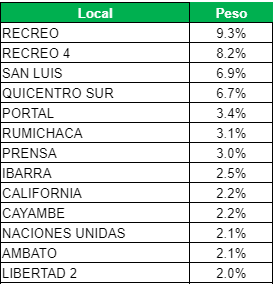 Local Peso
RECREO 9.3%
RECREO 4 8.2%
SAN LUIS 6.9%
QUICENTRO SUR 6.7%
PORTAL 3.4%
RUMICHACA 3.1%
PRENSA 3.0%
IBARRA 2.5%
CALIFORNIA 2.2%
CAYAMBE 2.2%
NACIONES UNIDAS 2.1%
AMBATO 2.1%
LIBERTAD 2 2.0%